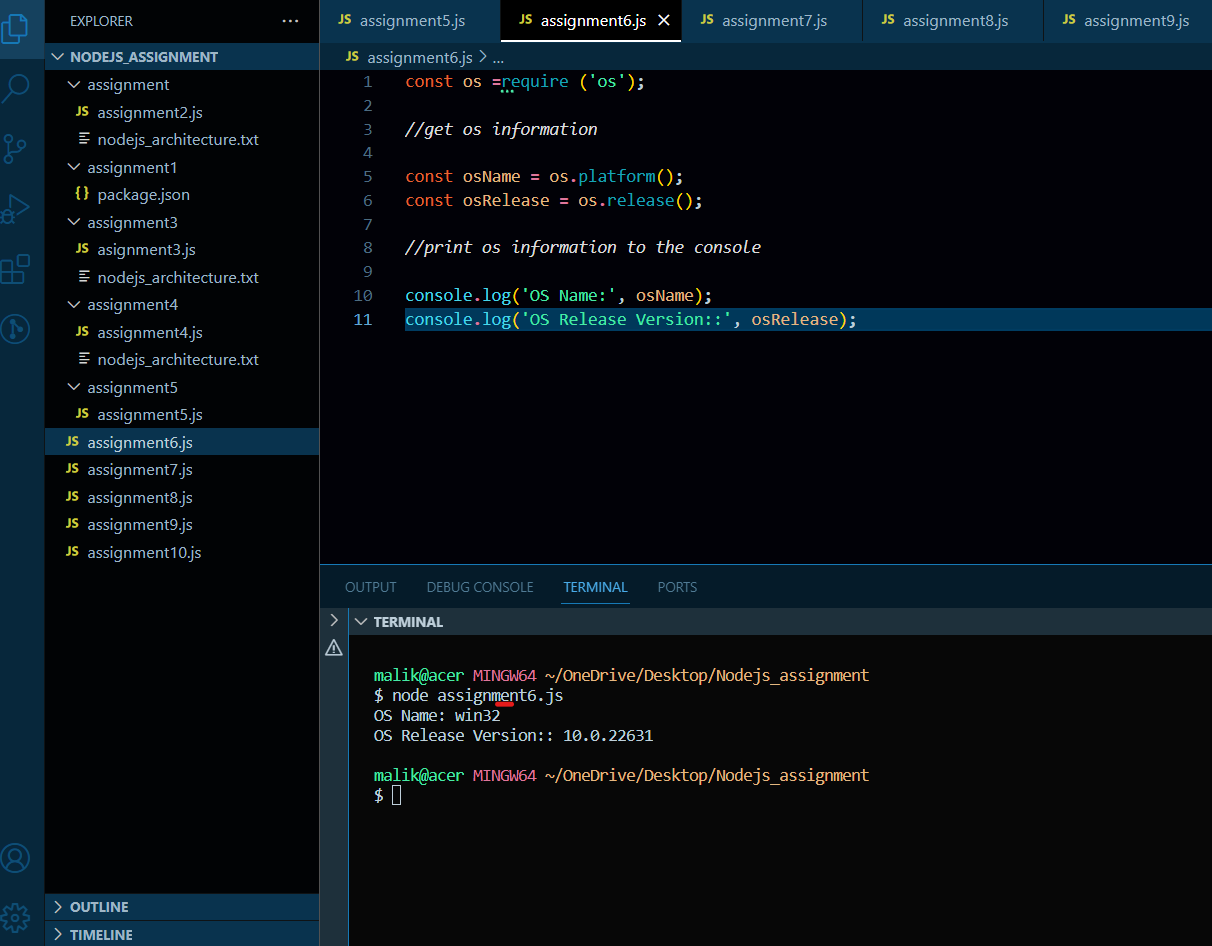 EXPLORER ...
NODEJS_ASSIGNMENT
assignment
JS assignment2.js
nodejs_architecture.txt
assignment1
{} package.json
assignment3
JS asignment3.js
nodejs_architecture.txt
assignment4
JS assignment4.js
nodejs_architecture.txt
assignment5
JS assignment5.js
JS assignment6.js
JS assignment7.js
JS assignment8.js
JS assignment9.js
JS assignment10.js
OUTLINE
TIMELINE
JS assignment5.js JS assignment6.js JS assignment7.js JS assignment8.js JS assignment9.js
JS assignment6.js > ...
1 const os =require ('os');
2
3 //get os information
4
5 const osName = os.platform();
6 const osRelease = os.release();
7
8 //print os information to the console
9
10 console.log('OS Name:', osName);
11 console.log('OS Release Version::', osRelease);
OUTPUT DEBUG CONSOLE TERMINAL PORTS
TERMINAL
malik@acer MINGW64 ~/OneDrive/Desktop/Nodejs_assignment
$ node assignment6.js
OS Name: win32
OS Release Version:: 10.0.22631
malik@acer MINGW64 ~/OneDrive/Desktop/Nodejs_assignment
$